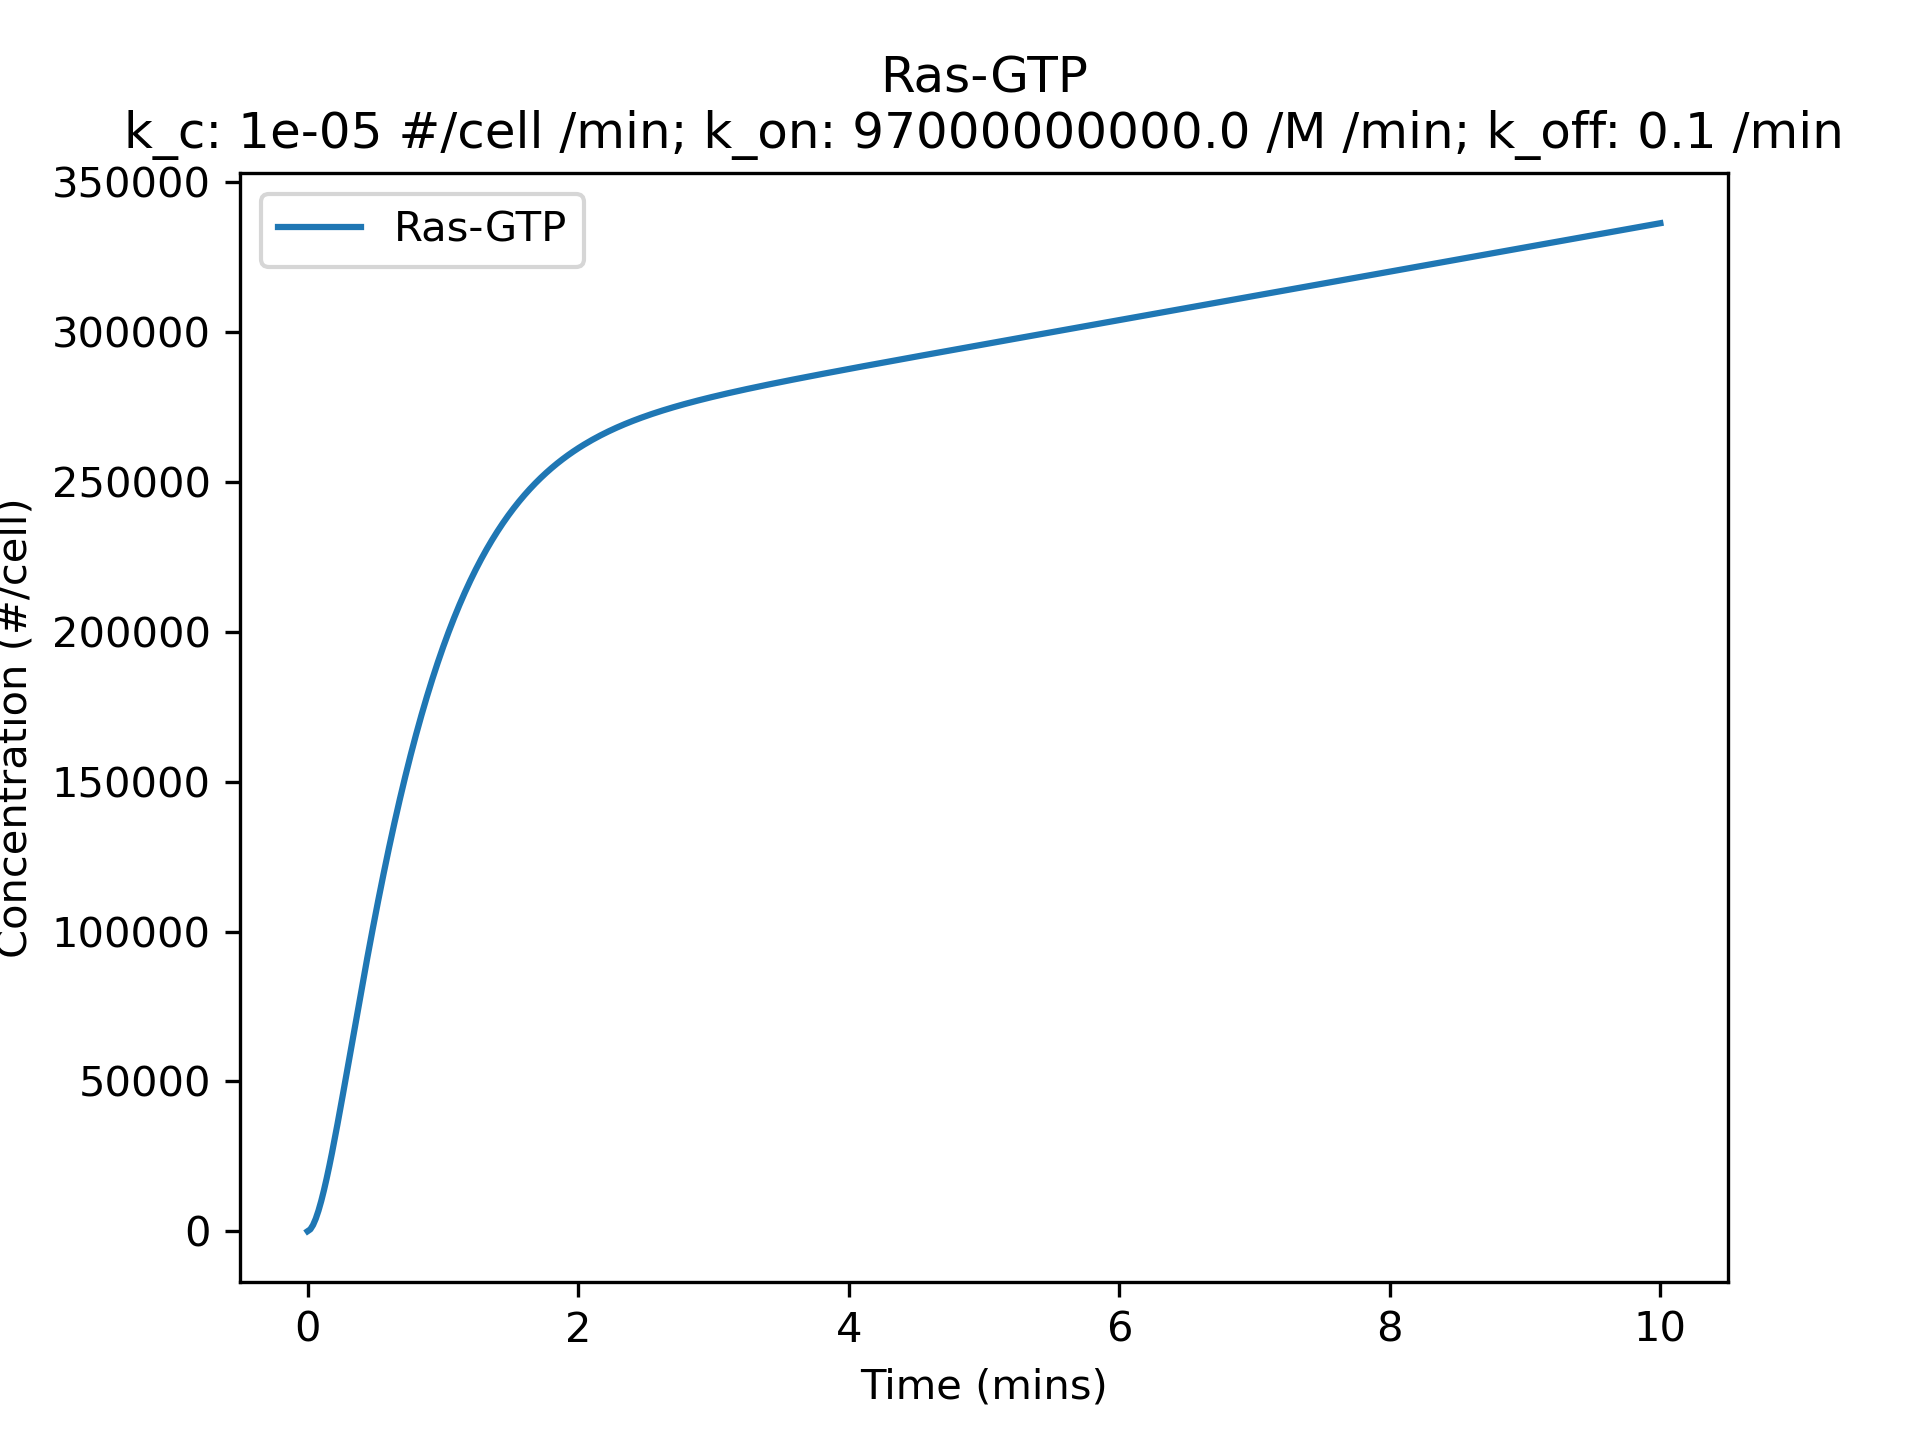 Ras-GTP
k_c: 1e-05 #/cell /min; k_on: 97000000000.0 /M /min; k_off: 0.1 /min
Ras-GTP
350000
300000
250000
200000
150000
100000
50000
0
Concentration (#/cell)
0 2 4 6 8 10
Time (mins)